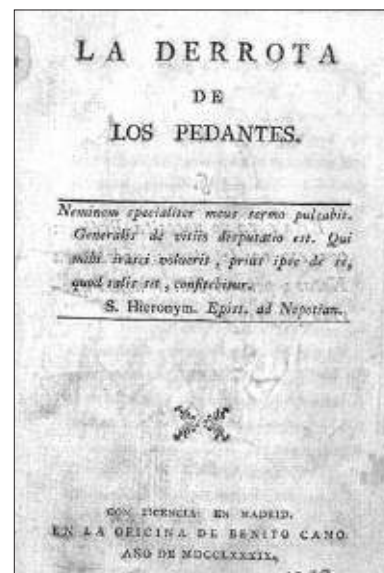 LA DERROTA
DE
LOS PEDANTES.
Neminem specialiter meus sermo pulsabit.
Generalis de vitiis disputatio est. Qui
mihi irasci voluerit, prius ipse de se,
quod talis sit, confitebitur.
S. Hieronym. Epist. ad Nepotian.
CON LICENCIA: EN MADRID.
EN LA OFICINA DE BENITO CANO.
AÑO DE MDCCLXXXIX.